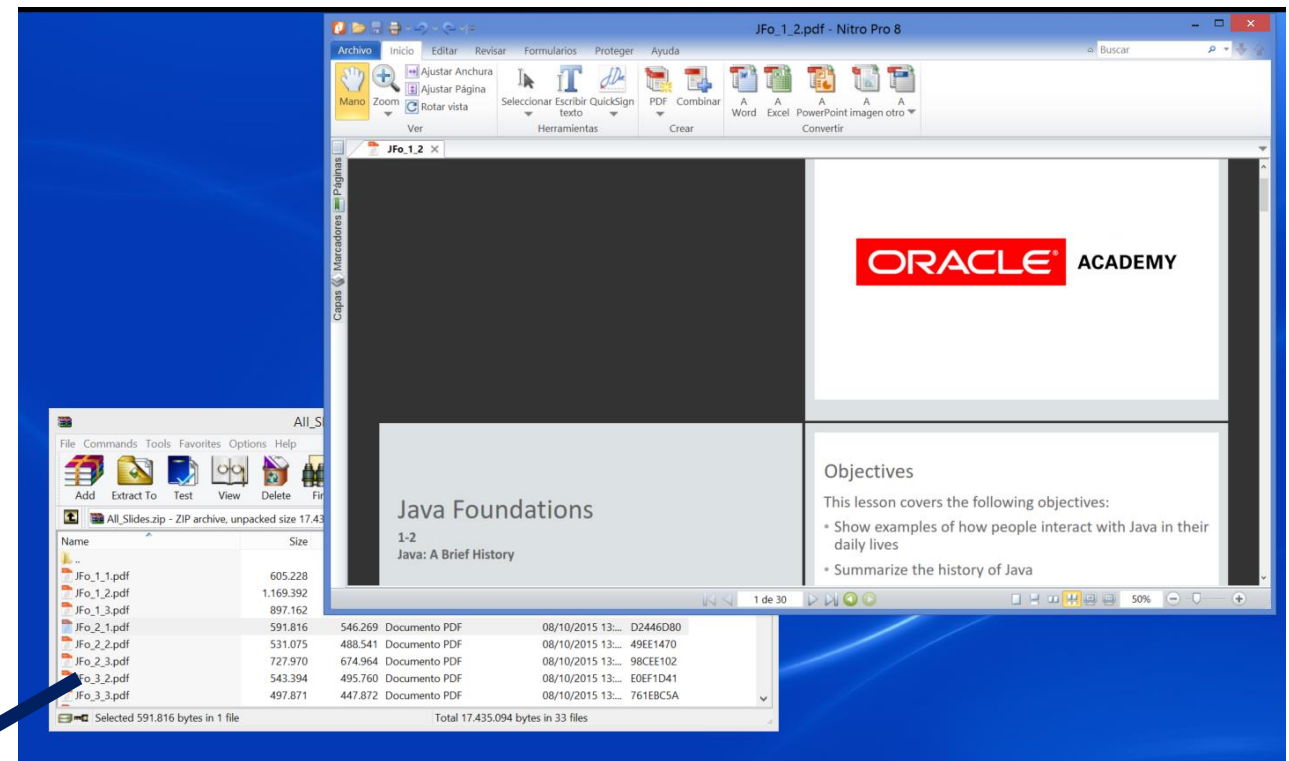 JFo_1_2.pdf - Nitro Pro 8
Archivo Inicio Editar Revisar Formularios Proteger Ayuda Buscar
Mano
Zoom
Ajustar Anchura
Ajustar Página
Rotar vista
Seleccionar Escribir texto QuickSign
PDF Combinar
A Word
A Excel
A PowerPoint
A imagen
A otro
Ver Herramientas Crear Convertir
JFo_1_2
Páginas
Marcadores
Capas
ORACLE® ACADEMY
Java Foundations
1-2
Java: A Brief History
Objectives
This lesson covers the following objectives:
• Show examples of how people interact with Java in their
daily lives
• Summarize the history of Java
1 de 30 50%
All_Sl
File Commands Tools Favorites Options Help
Add Extract To Test View Delete
All_Slides.zip - ZIP archive, unpacked size 17.43
Name Size
..
JFo_1_1.pdf 605.228
JFo_1_2.pdf 1.169.392
JFo_1_3.pdf 897.162
JFo_2_1.pdf 591.816 546.269 Documento PDF 08/10/2015 13:... D2446D80
JFo_2_2.pdf 531.075 488.541 Documento PDF 08/10/2015 13:... 49EE1470
JFo_2_3.pdf 727.970 674.964 Documento PDF 08/10/2015 13:... 98CEE102
JFo_3_2.pdf 543.394 495.760 Documento PDF 08/10/2015 13:... E0EF1D41
JFo_3_3.pdf 497.871 447.872 Documento PDF 08/10/2015 13:... 761EBC5A
Selected 591.816 bytes in 1 file Total 17.435.094 bytes in 33 files